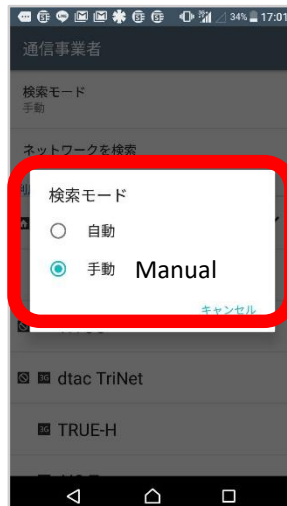 34% 17:01
通信事業者
検索モード
手動
ネットワークを検索
検索モード
自動
手動 Manual
キャンセル
dtac TriNet
3G TRUE-H